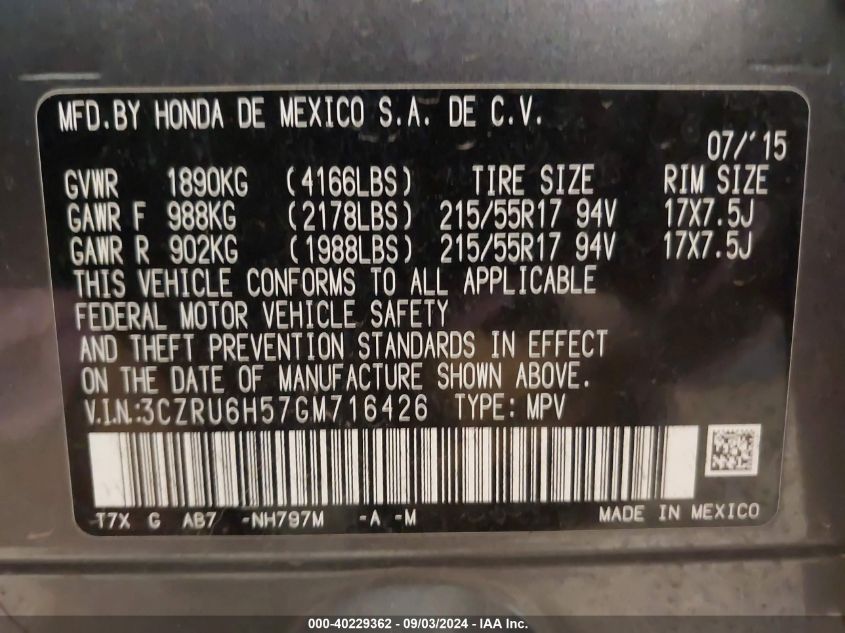 MFD.BY HONDA DE MEXICO S.A. DE C.V.
07/'15
GVWR 1890KG (4166LBS) TIRE SIZE RIM SIZE
GAWR F 988KG (2178LBS) 215/55R17 94V 17X7.5J
GAWR R 902KG (1988LBS) 215/55R17 94V 17X7.5J
THIS VEHICLE CONFORMS TO ALL APPLICABLE
FEDERAL MOTOR VEHICLE SAFETY
AND THEFT PREVENTION STANDARDS IN EFFECT
ON THE DATE OF MANUFACTURE SHOWN ABOVE.
V.I.N.:3CZRU6H57GM716426 TYPE: MPV
T7X G AB7 -NH797M -A -M MADE IN MEXICO
000-40229362 - 09/03/2024 - IAAI.com